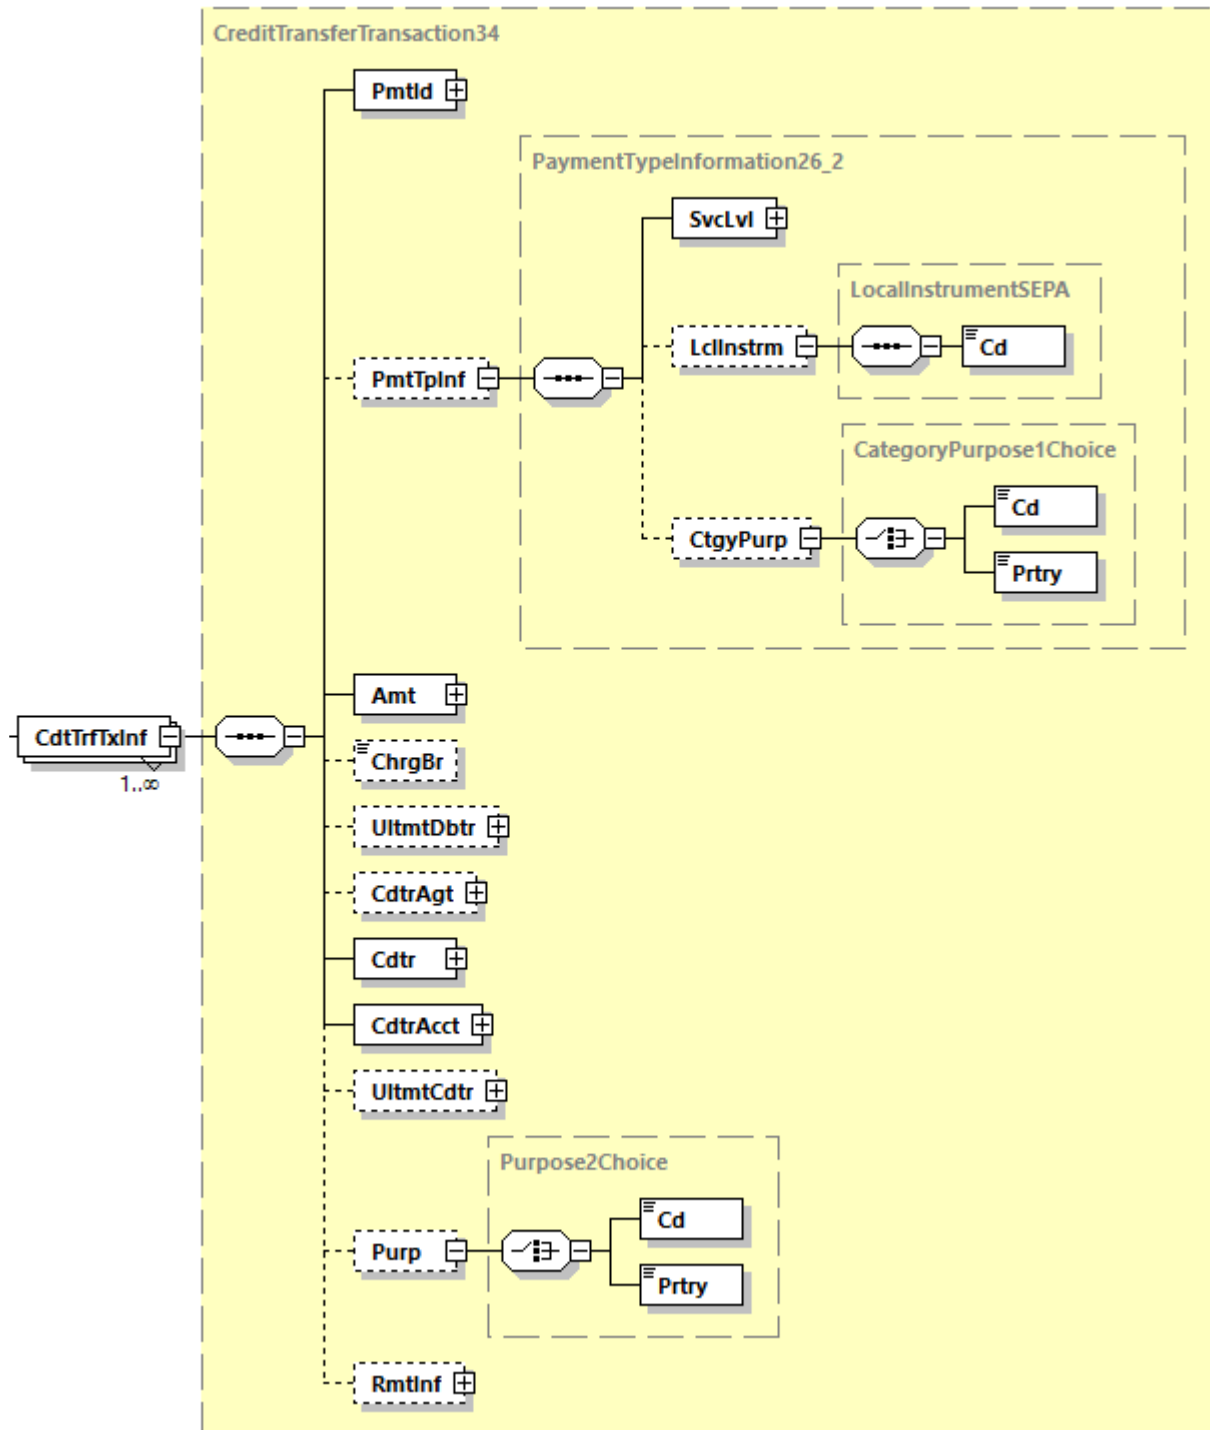 CreditTransferTransaction34
PmtId
PaymentTypeInformation26_2
SvcLvl
LocalInstrumentSEPA
LclInstrm
Cd
PmtTpInf
CategoryPurpose1Choice
Cd
CtgyPurp
Prtry
Amt
CdtTrfTxInf
1..∞
ChrgBr
UltmtDbtr
CdtrAgt
Cdtr
CdtrAcct
UltmtCdtr
Purpose2Choice
Cd
Purp
Prtry
RmtInf